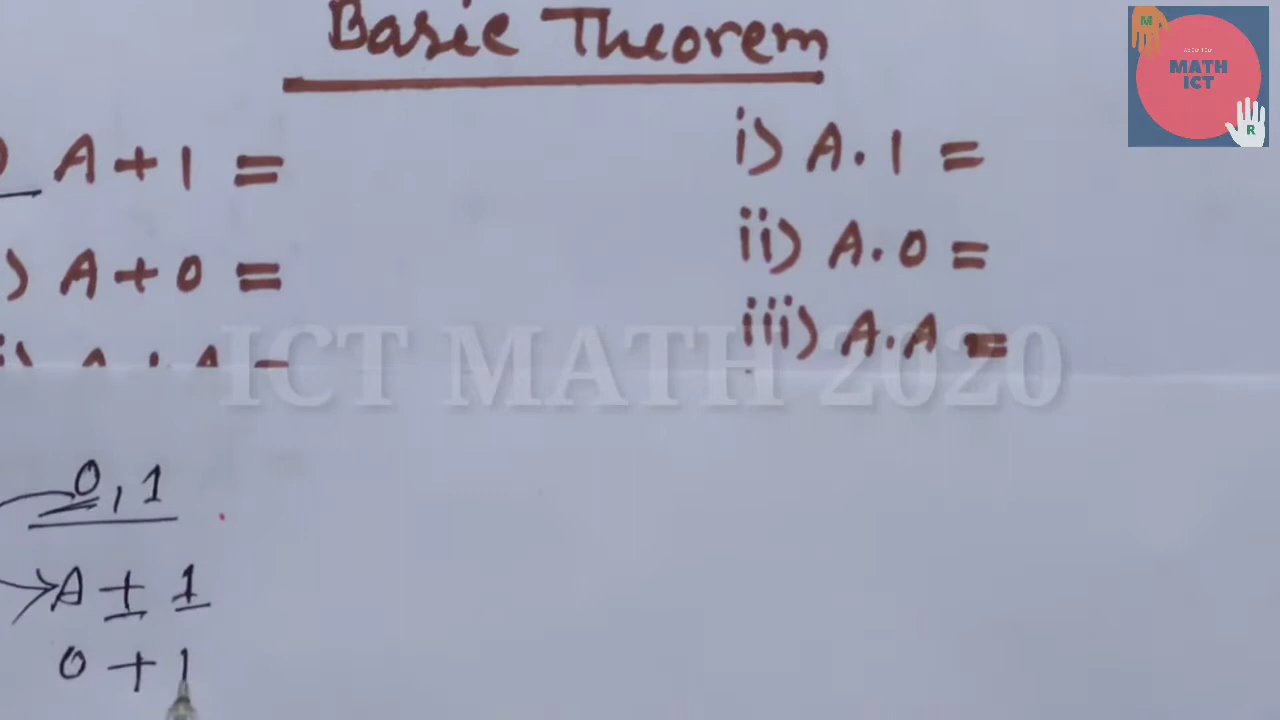 Basic Theorem
A + 1 =
) A + 0 =
i) A.1 =
ii) A.0 =
iii) A.A =
0, 1
A + 1
0 + 1
ICT MATH 2020
MATH
ICT
M
R